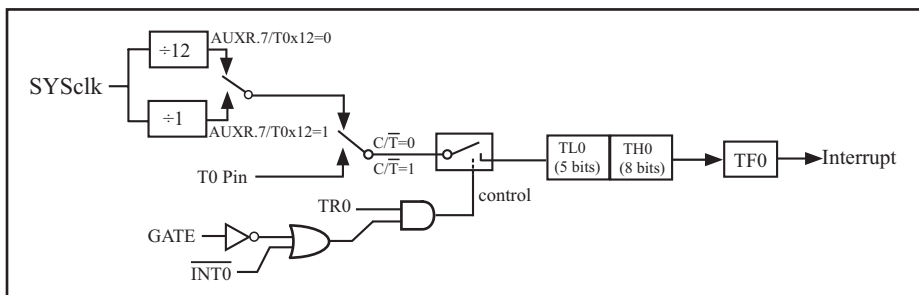 ÷12
AUXR.7/T0x12=0
SYSclk
÷1
AUXR.7/T0x12=1
C/T̅=0
C/T̅=1
T0 Pin
TL0
(5 bits)
TH0
(8 bits)
TF0
Interrupt
control
TR0
GATE
I̅N̅T̅0̅